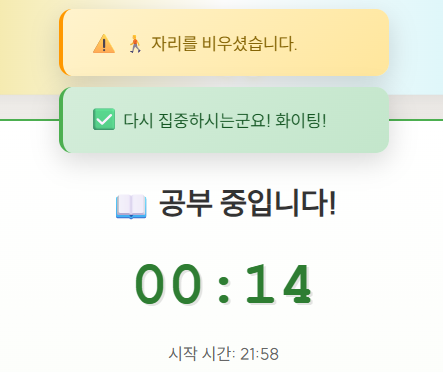 ⚠️ 🚶 자리를 비우셨습니다.
✅ 다시 집중하시는군요! 화이팅!
📖 공부 중입니다!
00:14
시작 시간: 21:58